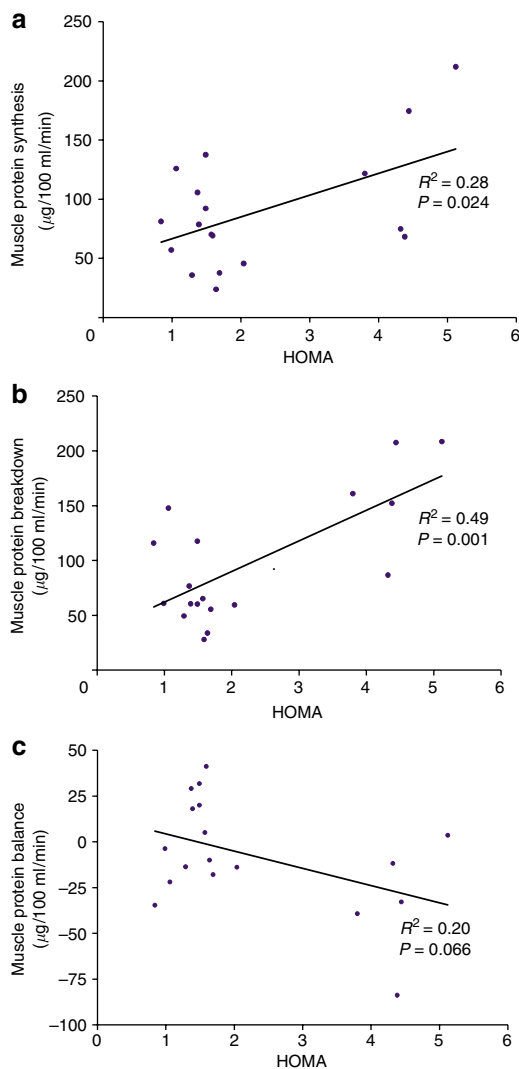 a
250
200
150
100
50
0 1 2 3 4 5 6
HOMA
Muscle protein synthesis
(μg/100 ml/min)
R² = 0.28
P = 0.024
b
250
200
150
100
50
0 1 2 3 4 5 6
HOMA
Muscle protein breakdown
(μg/100 ml/min)
R² = 0.49
P = 0.001
c
50
25
0
−25
−50
−75
−100
0 1 2 3 4 5 6
HOMA
Muscle protein balance
(μg/100 ml/min)
R² = 0.20
P = 0.066